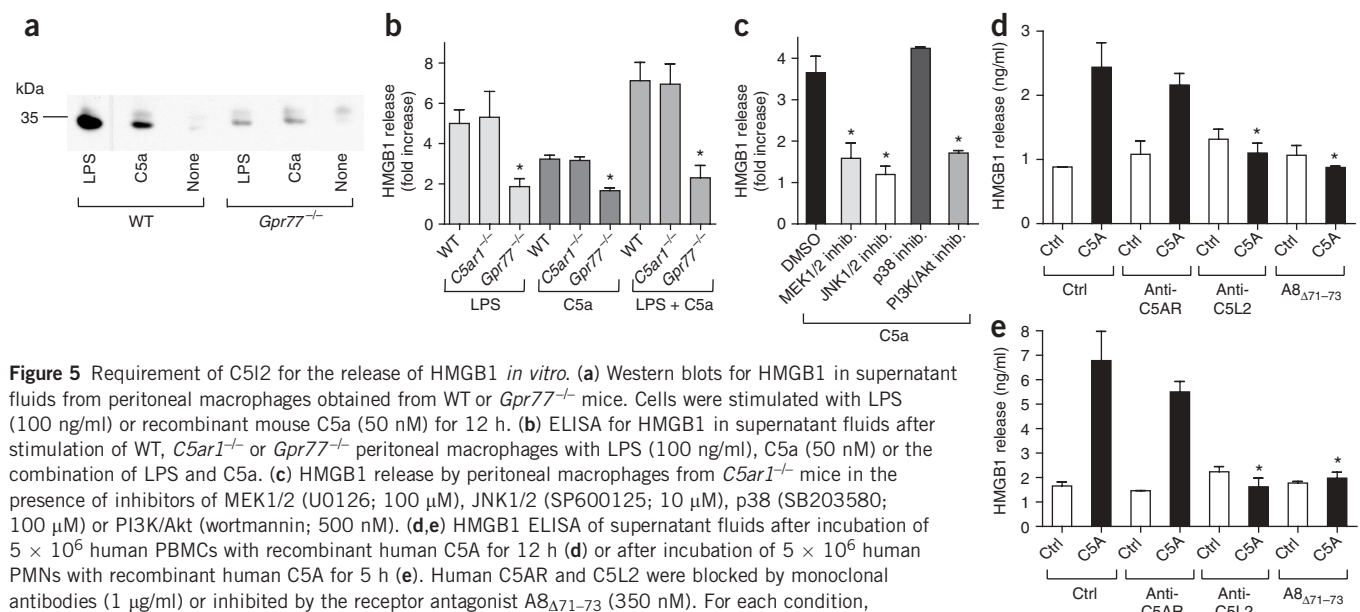 a
kDa
35
LPS
C5a
None
LPS
C5a
None
WT
Gpr77–/–
b
HMGB1 release
(fold increase)
8
6
4
2
0
*
*
*
WT
C5ar1–/–
Gpr77–/–
WT
C5ar1–/–
Gpr77–/–
WT
C5ar1–/–
Gpr77–/–
LPS
C5a
LPS + C5a
c
HMGB1 release
(fold increase)
4
3
2
1
0
*
*
*
DMSO
MEK1/2 inhib.
JNK1/2 inhib.
p38 inhib.
PI3K/Akt inhib.
C5a
d
HMGB1 release (ng/ml)
3
2
1
0
*
*
Ctrl
C5A
Ctrl
C5A
Ctrl
C5A
Ctrl
C5A
Ctrl
Anti-
C5AR
Anti-
C5L2
A8Δ71–73
e
HMGB1 release (ng/ml)
8
7
6
5
4
3
2
1
0
*
*
Ctrl
C5A
Ctrl
C5A
Ctrl
C5A
Ctrl
C5A
Ctrl
Anti-
C5AR
Anti-
C5L2
A8Δ71–73
Figure 5 Requirement of C5l2 for the release of HMGB1 in vitro. (a) Western blots for HMGB1 in supernatant
fluids from peritoneal macrophages obtained from WT or Gpr77–/– mice. Cells were stimulated with LPS
(100 ng/ml) or recombinant mouse C5a (50 nM) for 12 h. (b) ELISA for HMGB1 in supernatant fluids after
stimulation of WT, C5ar1–/– or Gpr77–/– peritoneal macrophages with LPS (100 ng/ml), C5a (50 nM) or the
combination of LPS and C5a. (c) HMGB1 release by peritoneal macrophages from C5ar1–/– mice in the
presence of inhibitors of MEK1/2 (U0126; 100 μM), JNK1/2 (SP600125; 10 μM), p38 (SB203580;
100 μM) or PI3K/Akt (wortmannin; 500 nM). (d,e) HMGB1 ELISA of supernatant fluids after incubation of
5 × 10⁶ human PBMCs with recombinant human C5A for 12 h (d) or after incubation of 5 × 10⁶ human
PMNs with recombinant human C5A for 5 h (e). Human C5AR and C5L2 were blocked by monoclonal
antibodies (1 μg/ml) or inhibited by the receptor antagonist A8Δ71–73 (350 nM). For each condition,